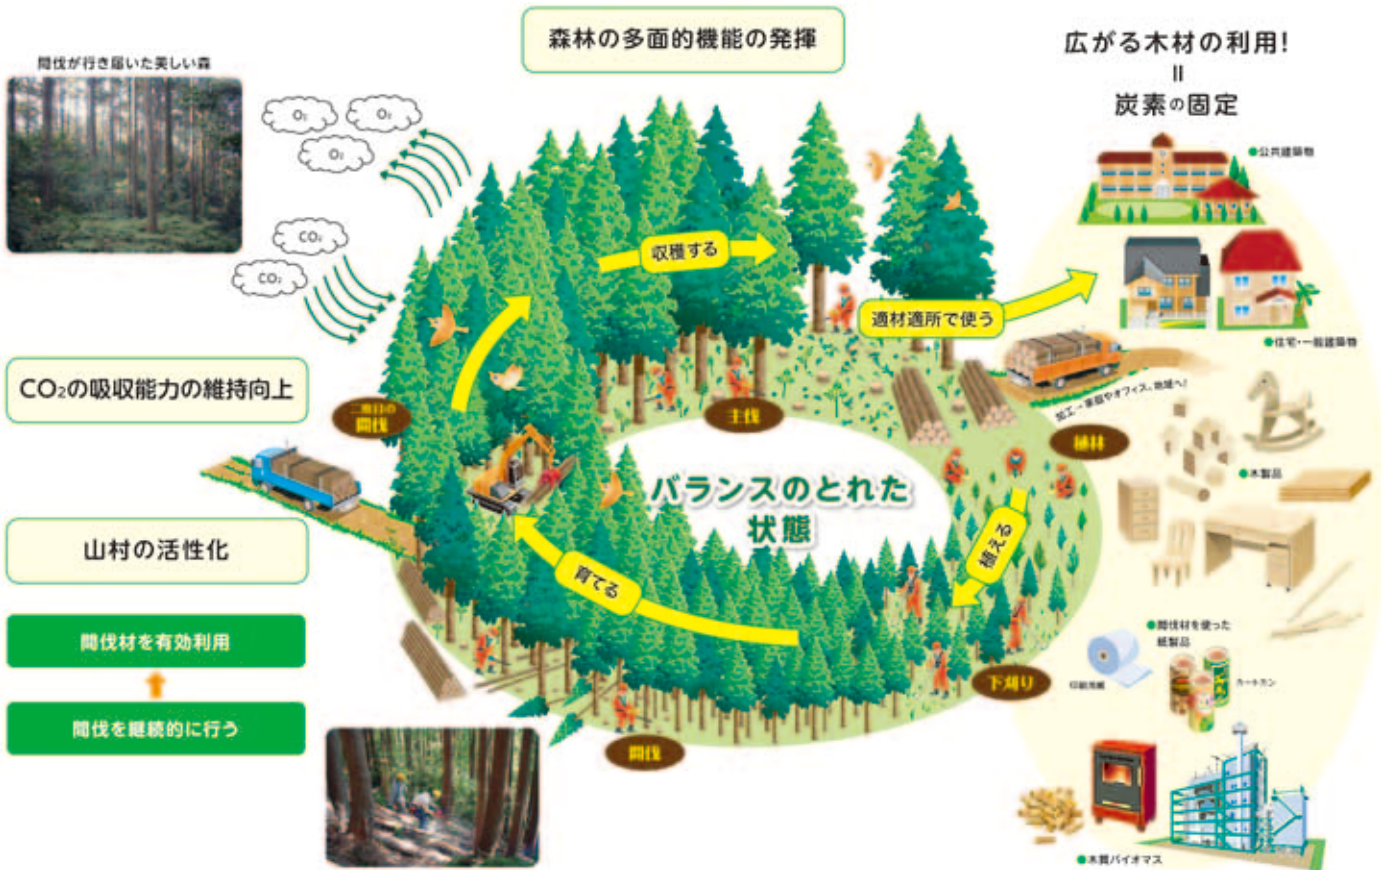 森林の多面的機能の発揮
広がる木材の利用!
=
炭素の固定
間伐が行き届いた美しい森
O₂
O₂
O₂
CO₂
CO₂
収穫する
適材適所で使う
公共建築物
住宅・一般建築物
加工→家庭やオフィス、地域へ!
CO₂の吸収能力の維持向上
二度目の
間伐
主伐
植林
木製品
バランスのとれた
状態
植える
育てる
山村の活性化
間伐材を有効利用
間伐を継続的に行う
下刈り
間伐
間伐材を使った
紙製品
印刷用紙
カートカン
木質バイオマス